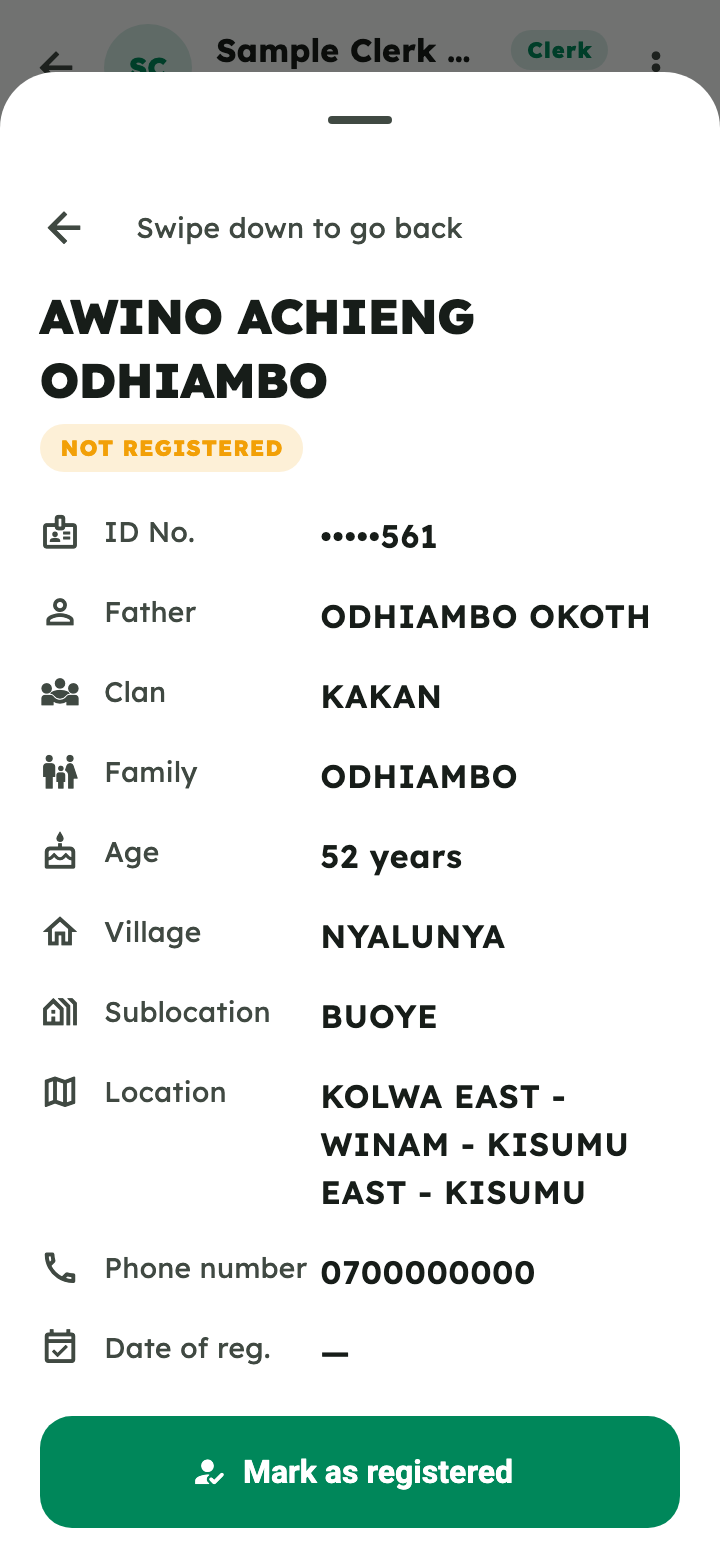 Sample Clerk ...
Clerk
Swipe down to go back
AWINO ACHIENG
ODHIAMBO
NOT REGISTERED
ID No. •••••561
Father ODHIAMBO OKOTH
Clan KAKAN
Family ODHIAMBO
Age 52 years
Village NYALUNYA
Sublocation BUOYE
Location KOLWA EAST -
WINAM - KISUMU
EAST - KISUMU
Phone number 0700000000
Date of reg. —
Mark as registered